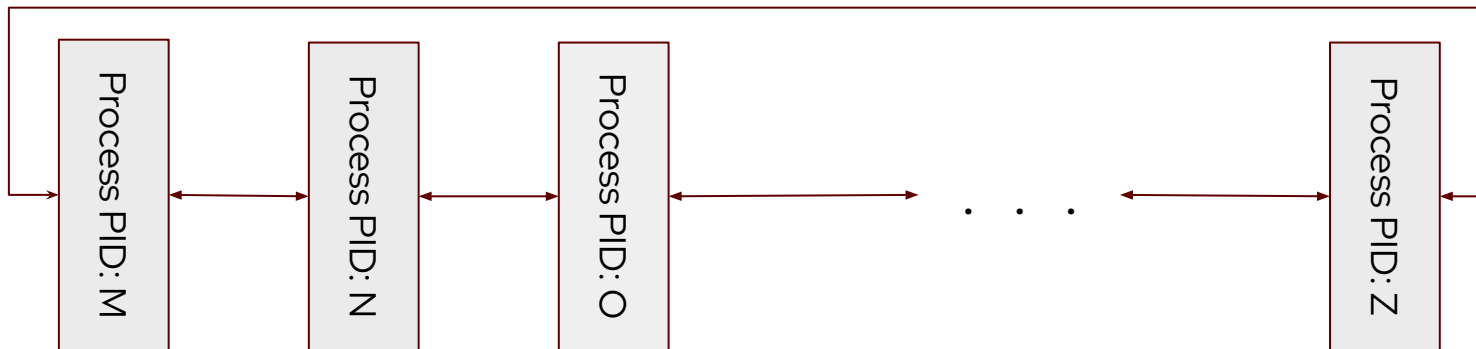 Process PID: M
Process PID: N
Process PID: O
. . .
Process PID: Z